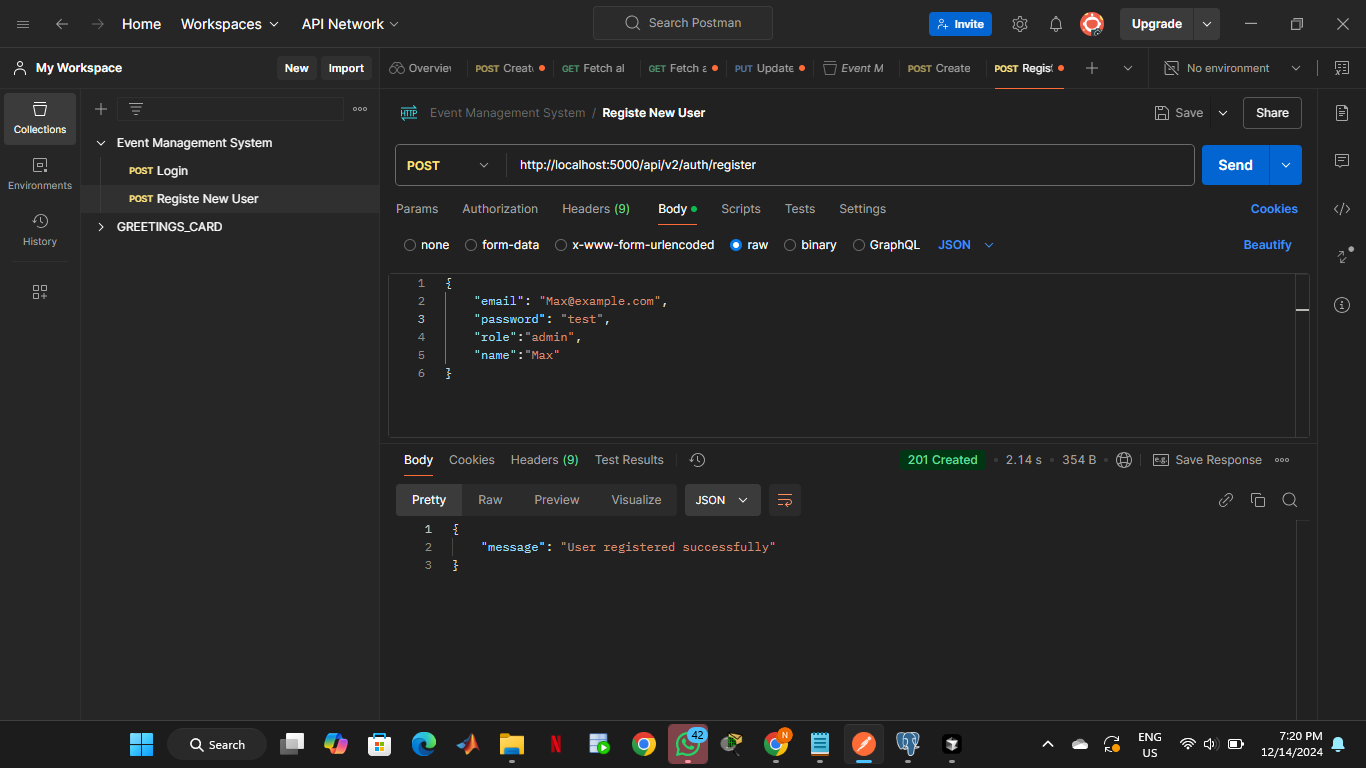 Home Workspaces API Network Search Postman Invite Upgrade
My Workspace New Import Overview POST Create GET Fetch al GET Fetch a PUT Update Event M POST Create POST Regist No environment
HTTP Event Management System / Registe New User Save Share
Collections
Environments
History
Event Management System
POST Login
POST Registe New User
GREETINGS_CARD
POST http://localhost:5000/api/v2/auth/register Send
Params Authorization Headers (9) Body Scripts Tests Settings Cookies
none form-data x-www-form-urlencoded raw binary GraphQL JSON Beautify
1 {
2 "email": "Max@example.com",
3 "password": "test",
4 "role":"admin",
5 "name":"Max"
6 }
Body Cookies Headers (9) Test Results 201 Created • 2.14 s • 354 B e.g. Save Response
Pretty Raw Preview Visualize JSON
1 {
2 "message": "User registered successfully"
3 }
Search 42 N ENG US 7:20 PM
12/14/2024